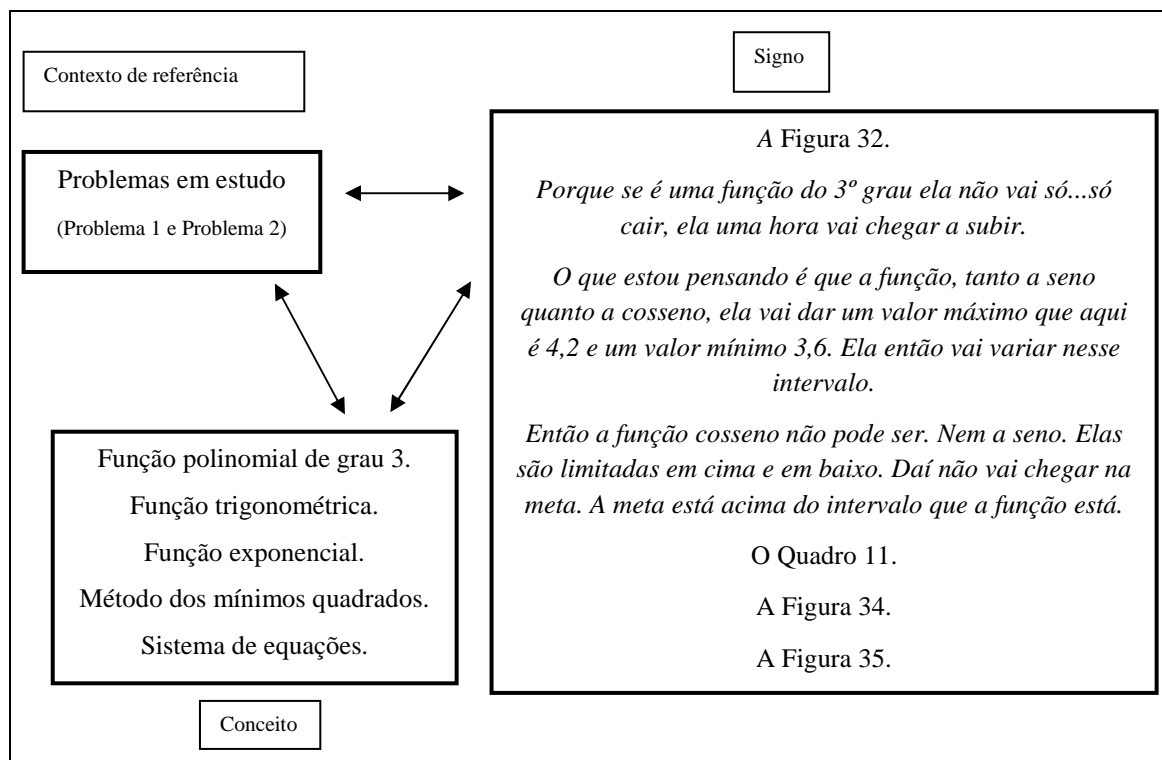 Contexto de referência
Signo
Problemas em estudo
(Problema 1 e Problema 2)
A Figura 32.
Porque se é uma função do 3º grau ela não vai só...só
cair, ela uma hora vai chegar a subir.
O que estou pensando é que a função, tanto a seno
quanto a cosseno, ela vai dar um valor máximo que aqui
é 4,2 e um valor mínimo 3,6. Ela então vai variar nesse
intervalo.
Então a função cosseno não pode ser. Nem a seno. Elas
são limitadas em cima e em baixo. Daí não vai chegar na
meta. A meta está acima do intervalo que a função está.
O Quadro 11.
A Figura 34.
A Figura 35.
Função polinomial de grau 3.
Função trigonométrica.
Função exponencial.
Método dos mínimos quadrados.
Sistema de equações.
Conceito